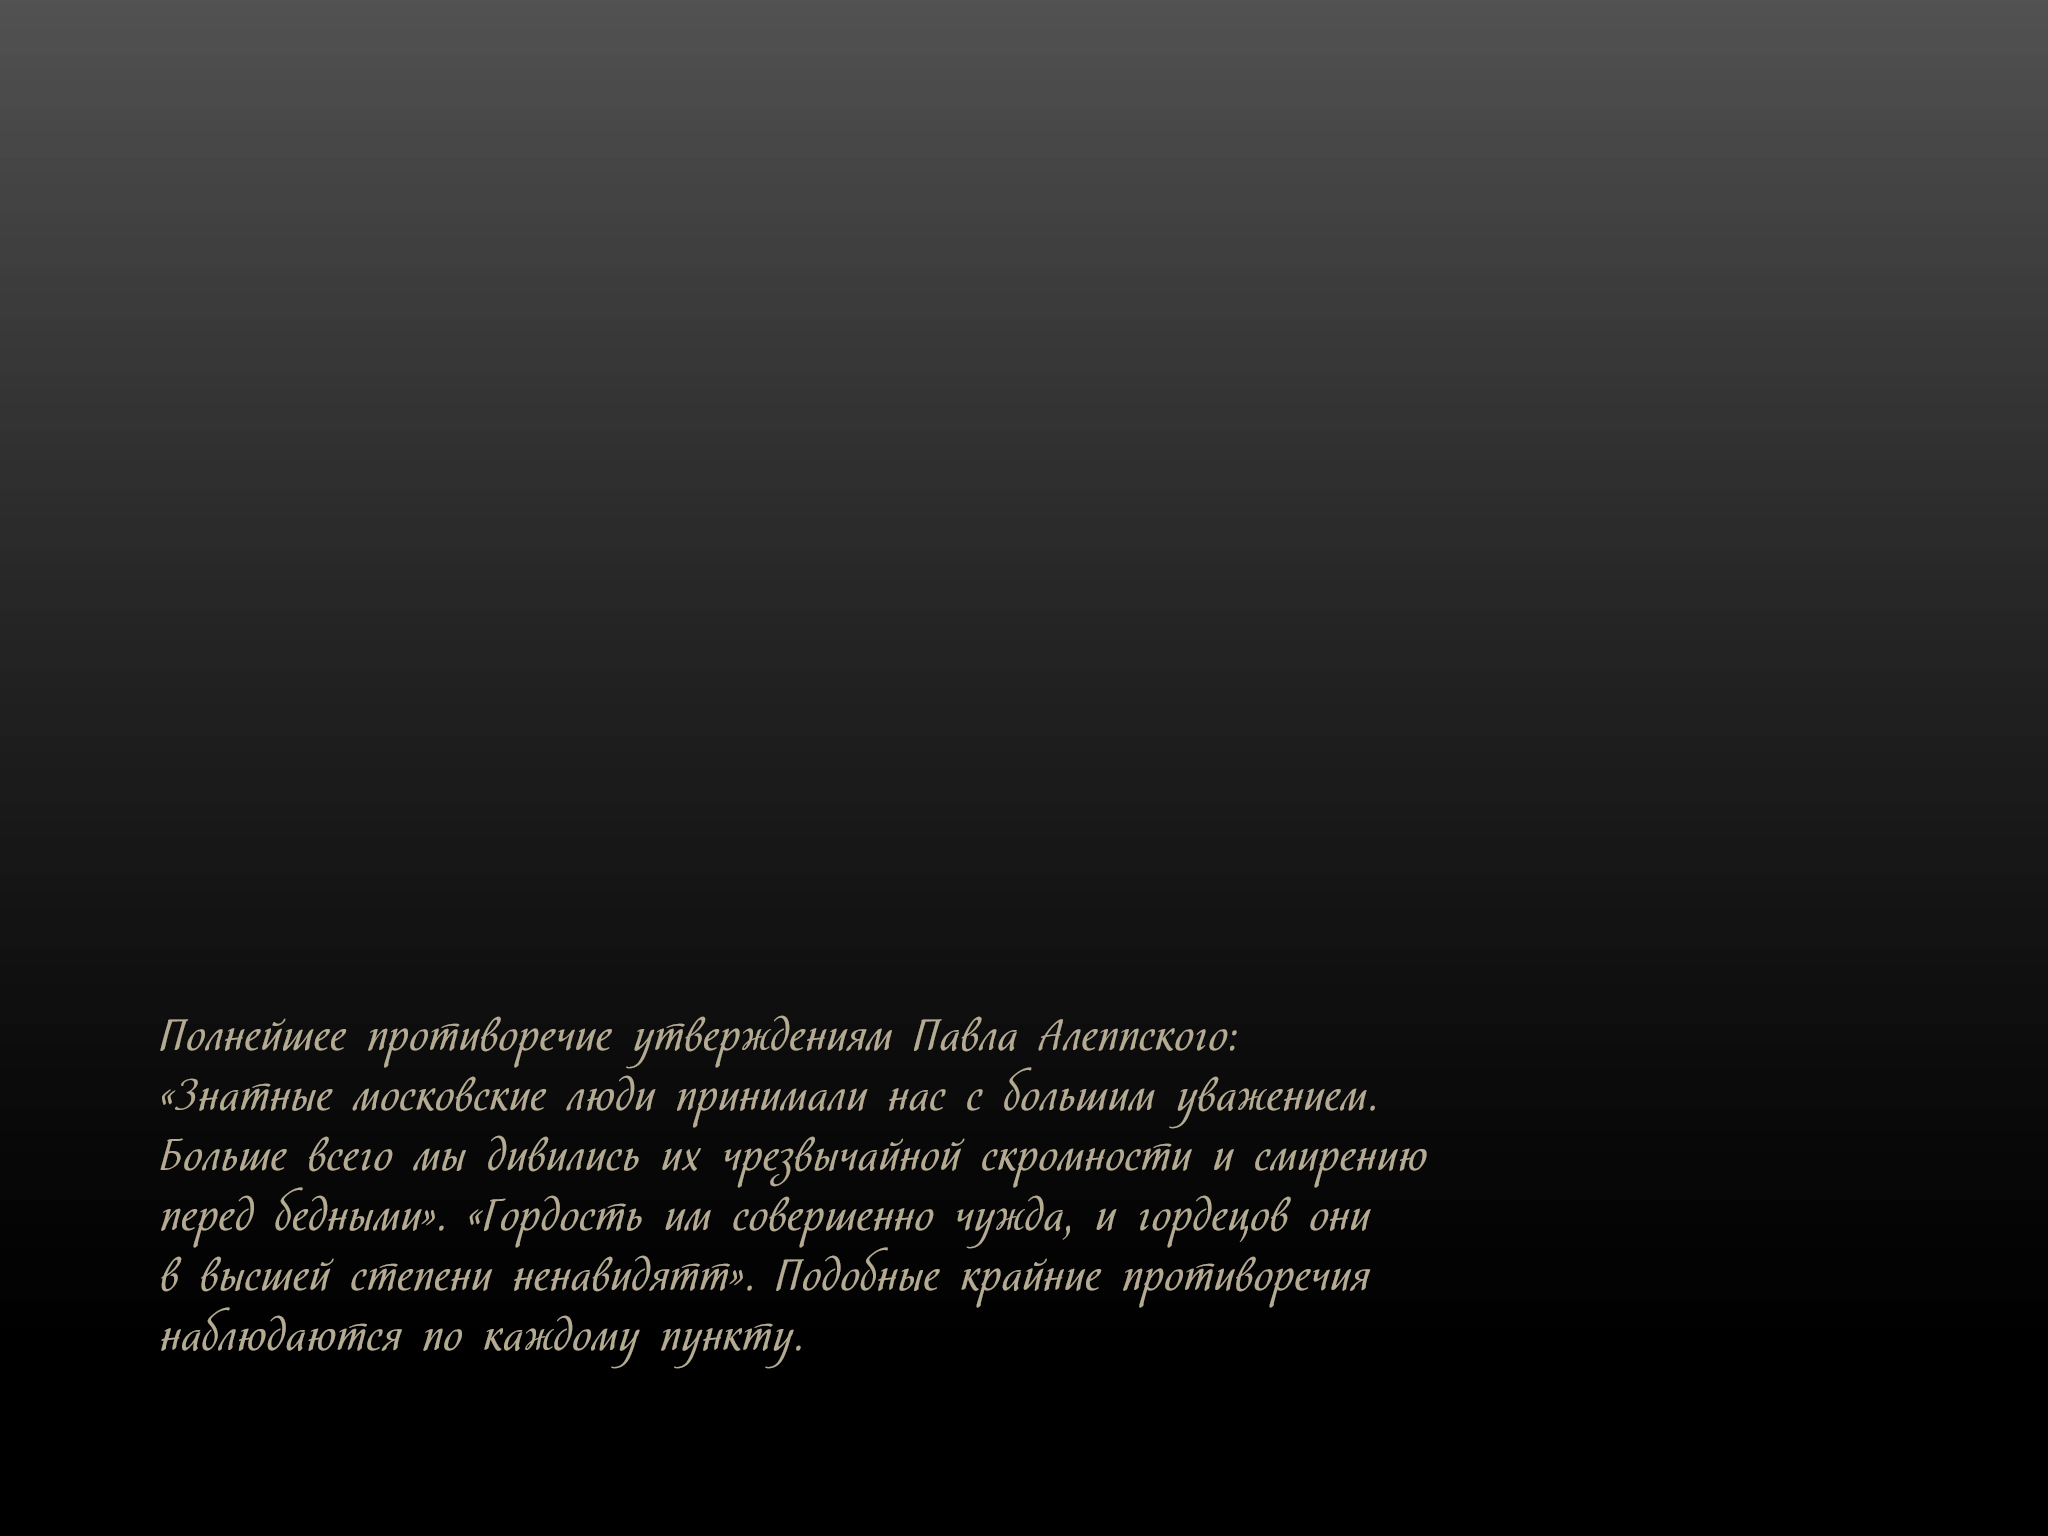 Полнейшее противоречие утверждениям Павла Алеппского:
«Знатные московские люди принимали нас с большим уважением.
Больше всего мы дивились их чрезвычайной скромности и смирению
перед бедными». «Гордость им совершенно чужда, и гордецов они
в высшей степени ненавидятт». Подобные крайние противоречия
наблюдаются по каждому пункту.